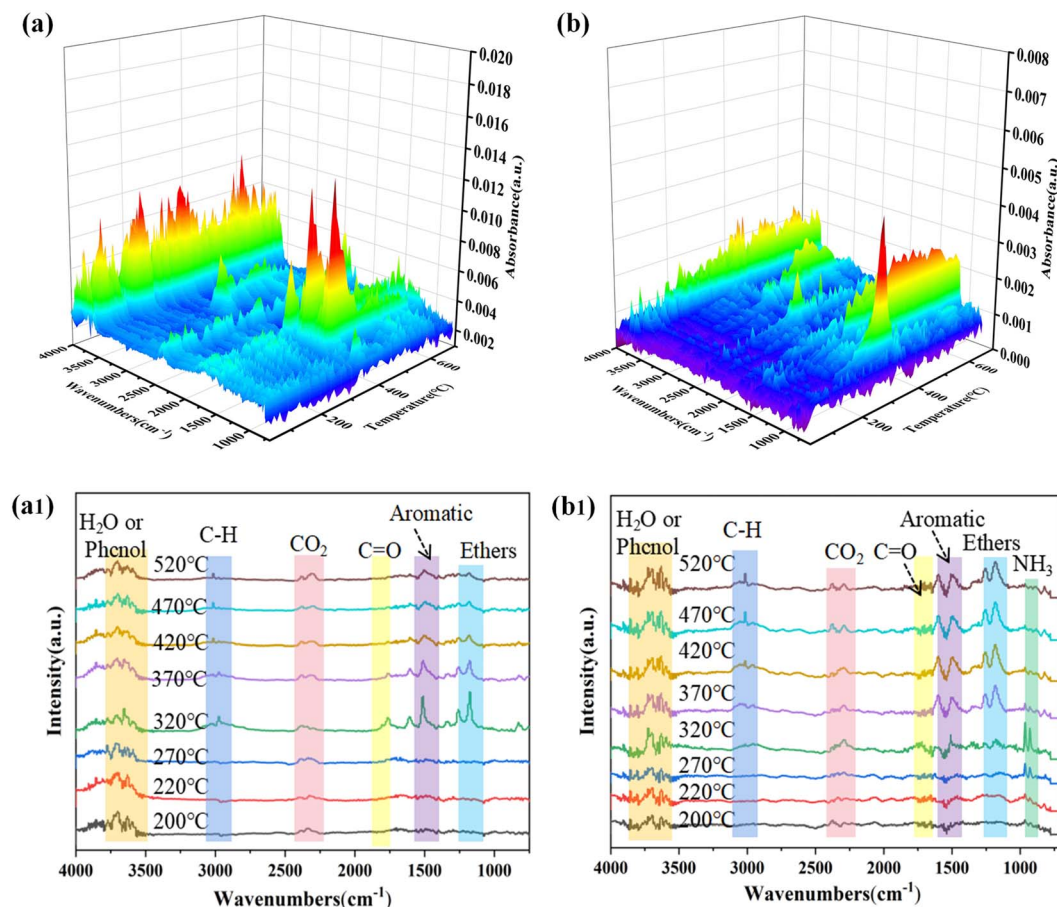 (a)
0.020
0.018
0.016
0.014
0.012
0.010
0.008
0.006
0.004
0.002
Absorbance(a.u.)
4000
3500
3000
2500
2000
1500
1000
Wavenumbers(cm⁻¹)
200
400
600
Temperature(°C)
(b)
0.008
0.007
0.006
0.005
0.004
0.003
0.002
0.001
0.000
Absorbance(a.u.)
4000
3500
3000
2500
2000
1500
1000
Wavenumbers(cm⁻¹)
200
400
600
Temperature(°C)
(a1)
H₂O or
Phenol
C-H
CO₂
C=O
Aromatic
Ethers
520°C
470°C
420°C
370°C
320°C
270°C
220°C
200°C
Intensity(a.u.)
4000 3500 3000 2500 2000 1500 1000
Wavenumbers(cm⁻¹)
(b1)
H₂O or
Phenol
C-H
CO₂
C=O
Aromatic
Ethers
NH₃
520°C
470°C
420°C
370°C
320°C
270°C
220°C
200°C
Intensity(a.u.)
4000 3500 3000 2500 2000 1500 1000
Wavenumbers(cm⁻¹)